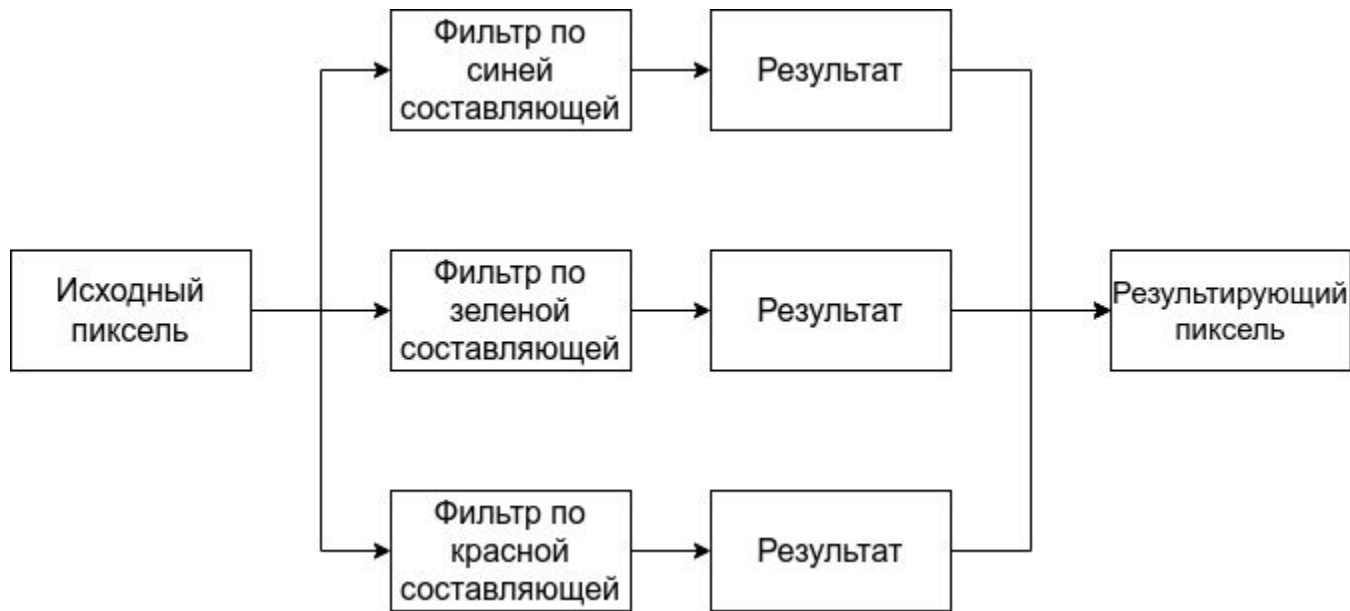 Фильтр по
синей
составляющей
Результат
Исходный
пиксель
Фильтр по
зеленой
составляющей
Результат
Результирующий
пиксель
Фильтр по
красной
составляющей
Результат